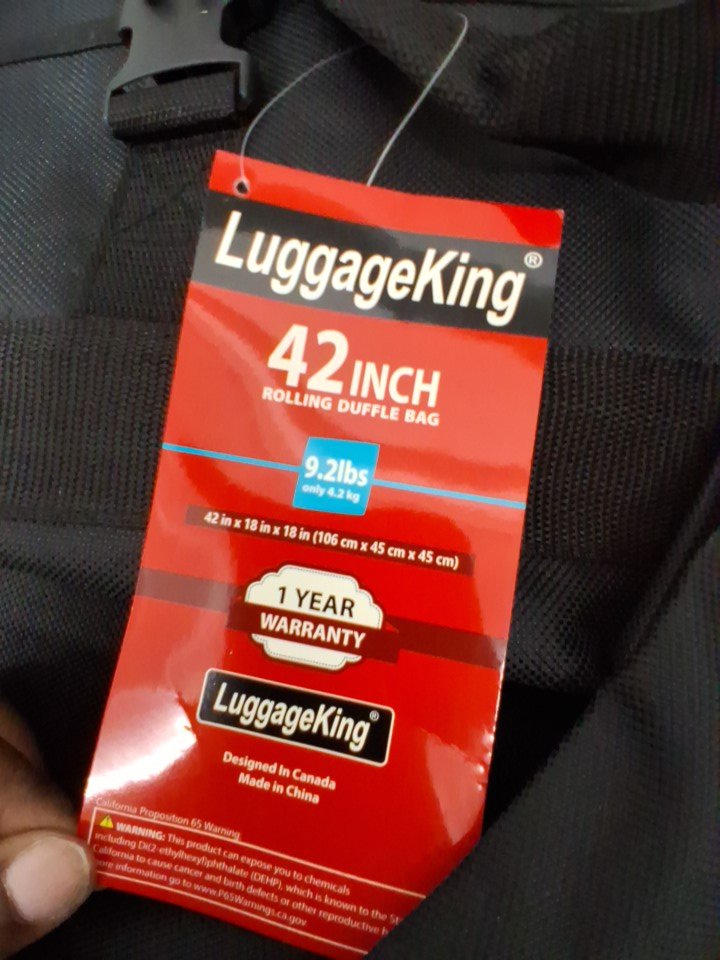 LuggageKing®
42 INCH
ROLLING DUFFLE BAG
9.2lbs
only 4.2 kg
42 in x 18 in x 18 in (106 cm x 45 cm x 45 cm)
1 YEAR
WARRANTY
LuggageKing®
Designed In Canada
Made in China
California Proposition 65 Warning
WARNING: This product can expose you to chemicals
including Di(2-ethylhexyl)phthalate (DEHP), which is known to the
California to cause cancer and birth defects or other reproductive
information go to www.P65Warnings.ca.gov